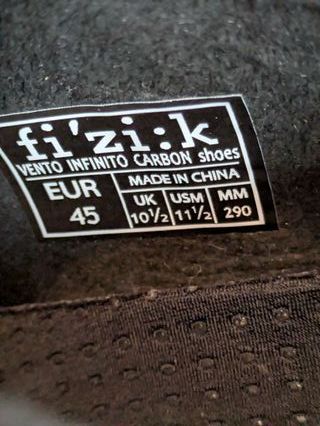 fi'zi:k
VENTO INFINITO CARBON shoes
EUR
45
MADE IN CHINA
UK
10½
USM
11½
MM
290